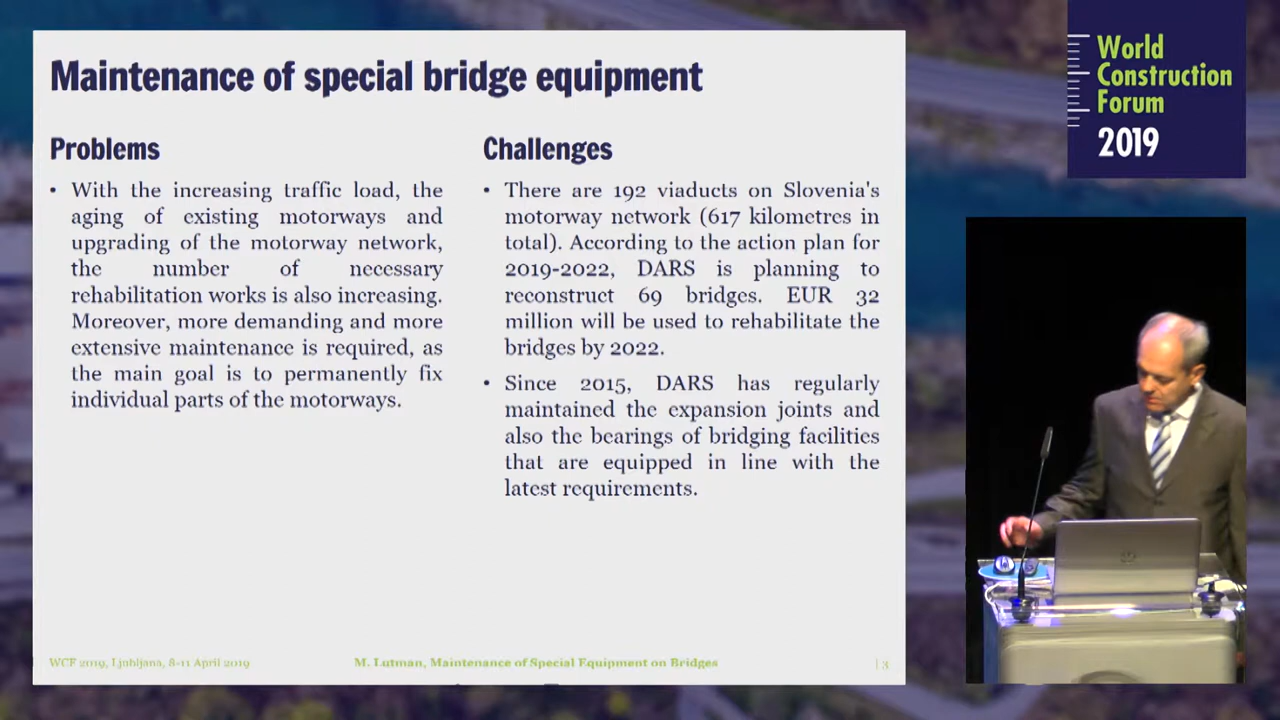 Maintenance of special bridge equipment
Problems
• With the increasing traffic load, the
aging of existing motorways and
upgrading of the motorway network,
the number of necessary
rehabilitation works is also increasing.
Moreover, more demanding and more
extensive maintenance is required, as
the main goal is to permanently fix
individual parts of the motorways.
Challenges
• There are 192 viaducts on Slovenia's
motorway network (617 kilometres in
total). According to the action plan for
2019-2022, DARS is planning to
reconstruct 69 bridges. EUR 32
million will be used to rehabilitate the
bridges by 2022.
• Since 2015, DARS has regularly
maintained the expansion joints and
also the bearings of bridging facilities
that are equipped in line with the
latest requirements.
WCF 2019, Ljubljana, 8-11 April 2019
M. Lutman, Maintenance of Special Equipment on Bridges
| 3
World
Construction
Forum
2019